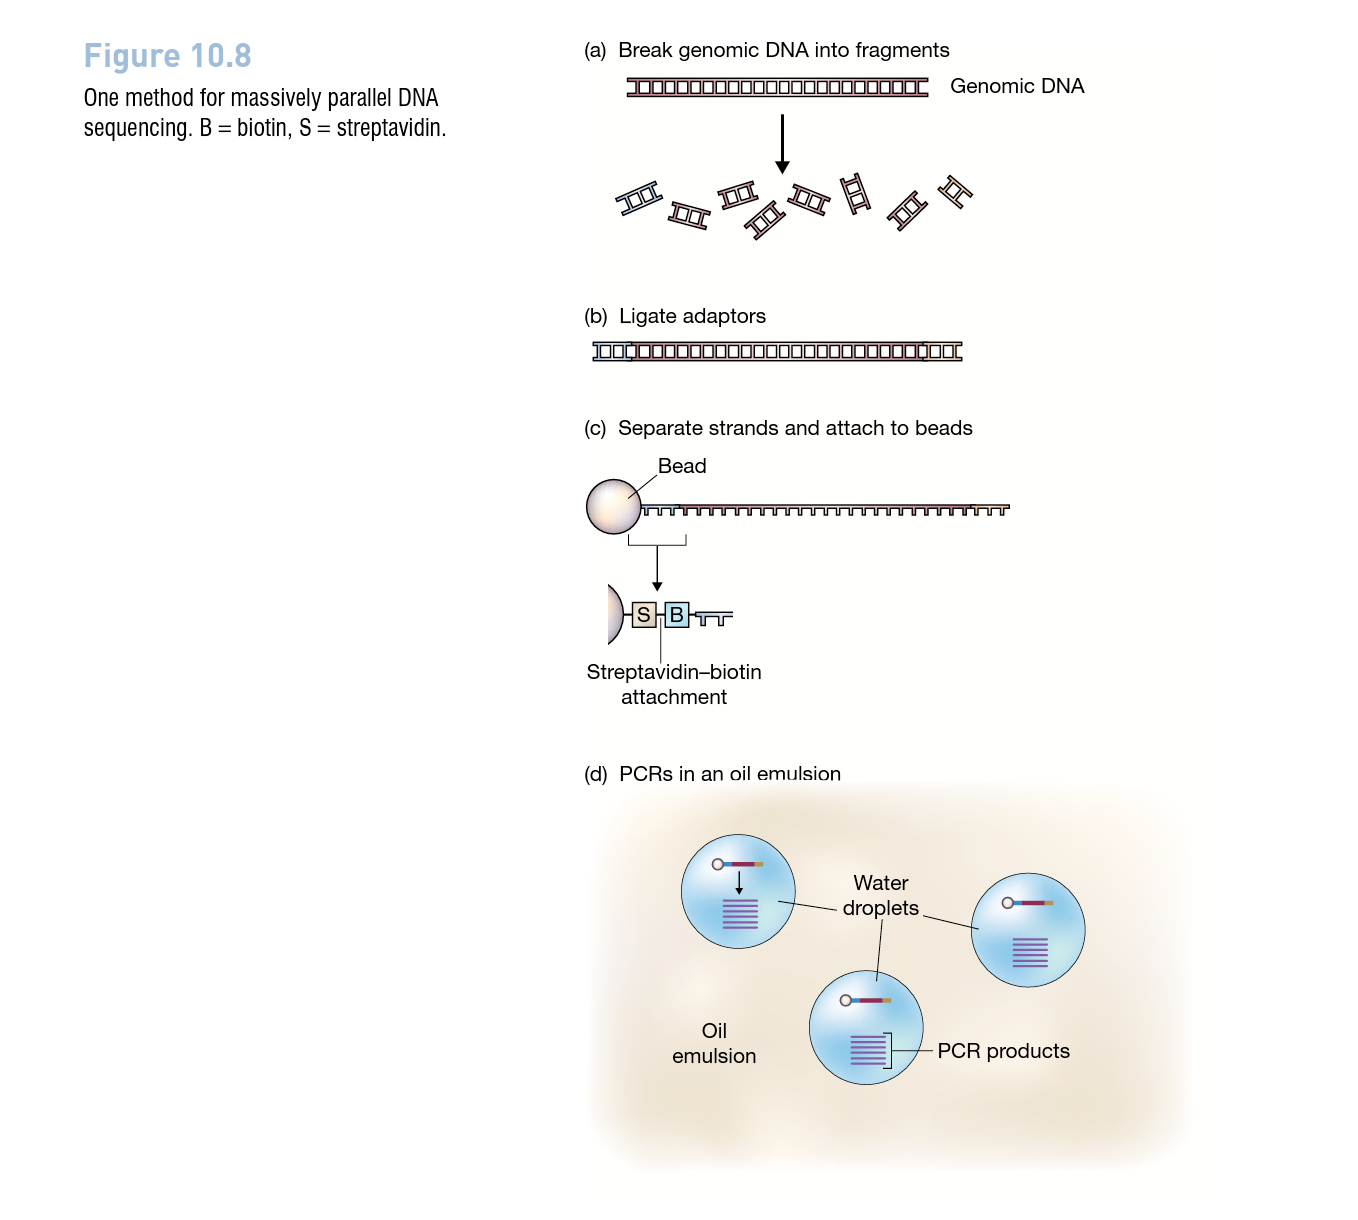 Figure 10.8
One method for massively parallel DNA
sequencing. B = biotin, S = streptavidin.
(a) Break genomic DNA into fragments
Genomic DNA
(b) Ligate adaptors
(c) Separate strands and attach to beads
Bead
S B
Streptavidin–biotin
attachment
(d) PCRs in an oil emulsion
Water
droplets
Oil
emulsion
PCR products